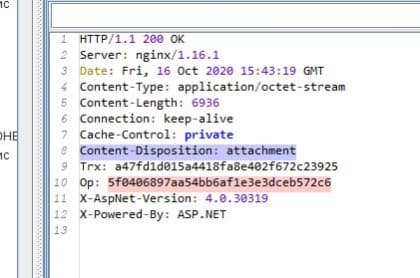 мс
ОНЕ
мс
1 HTTP/1.1 200 OK
2 Server: nginx/1.16.1
3 Date: Fri, 16 Oct 2020 15:43:19 GMT
4 Content-Type: application/octet-stream
5 Content-Length: 6936
6 Connection: keep-alive
7 Cache-Control: private
8 Content-Disposition: attachment
9 Trx: a47fd1d015a4418fa8e402f672c23925
10 Op: 5f0406897aa54bb6af1e3e3dceb572c6
11 X-AspNet-Version: 4.0.30319
12 X-Powered-By: ASP.NET
13